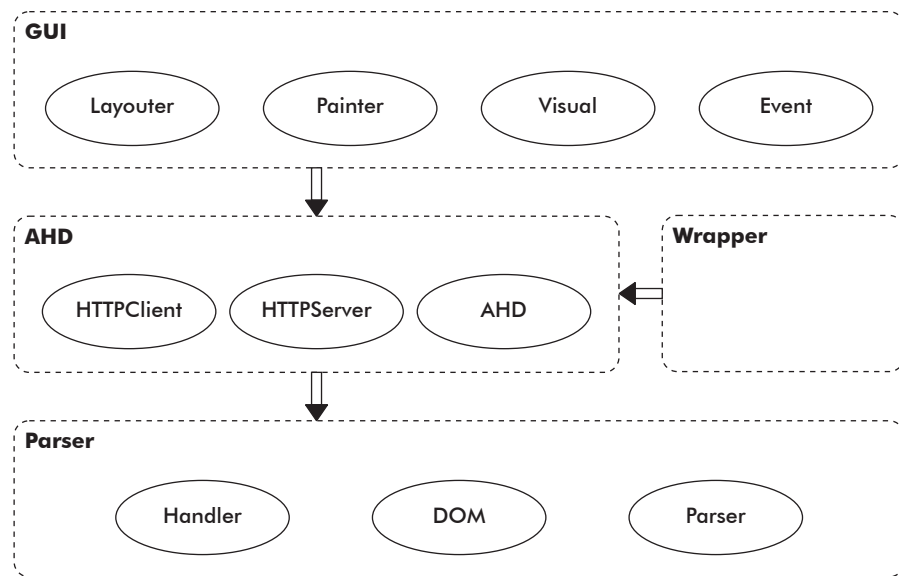 GUI
Layouter
Painter
Visual
Event
AHD
Wrapper
HTTPClient
HTTPServer
AHD
Parser
Handler
DOM
Parser